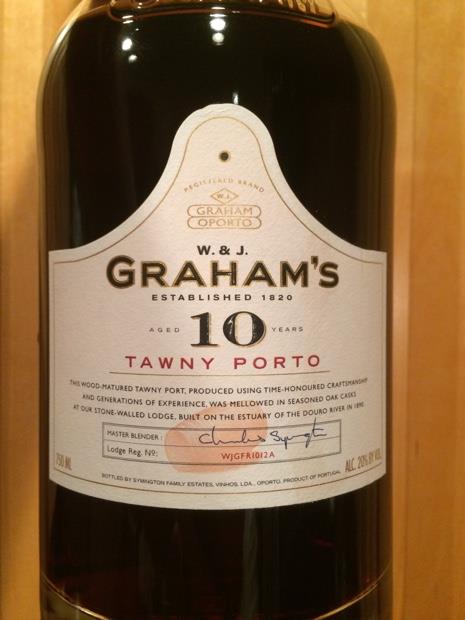 REGISTERED BRAND
W.J.
GRAHAM
OPORTO
W. & J.
GRAHAM'S
ESTABLISHED 1820
AGED 10 YEARS
TAWNY PORTO
THIS WOOD-MATURED TAWNY PORT, PRODUCED USING TIME-HONOURED CRAFTSMANSHIP
AND GENERATIONS OF EXPERIENCE, WAS MELLOWED IN SEASONED OAK CASKS
AT OUR STONE-WALLED LODGE, BUILT ON THE ESTUARY OF THE DOURO RIVER IN 1890.
MASTER BLENDER : Charles Symington
Lodge Reg. Nº: WJGFR1012A
750 ML
ALC. 20% BY VOL.
BOTTLED BY SYMINGTON FAMILY ESTATES, VINHOS, LDA., OPORTO, PRODUCT OF PORTUGAL